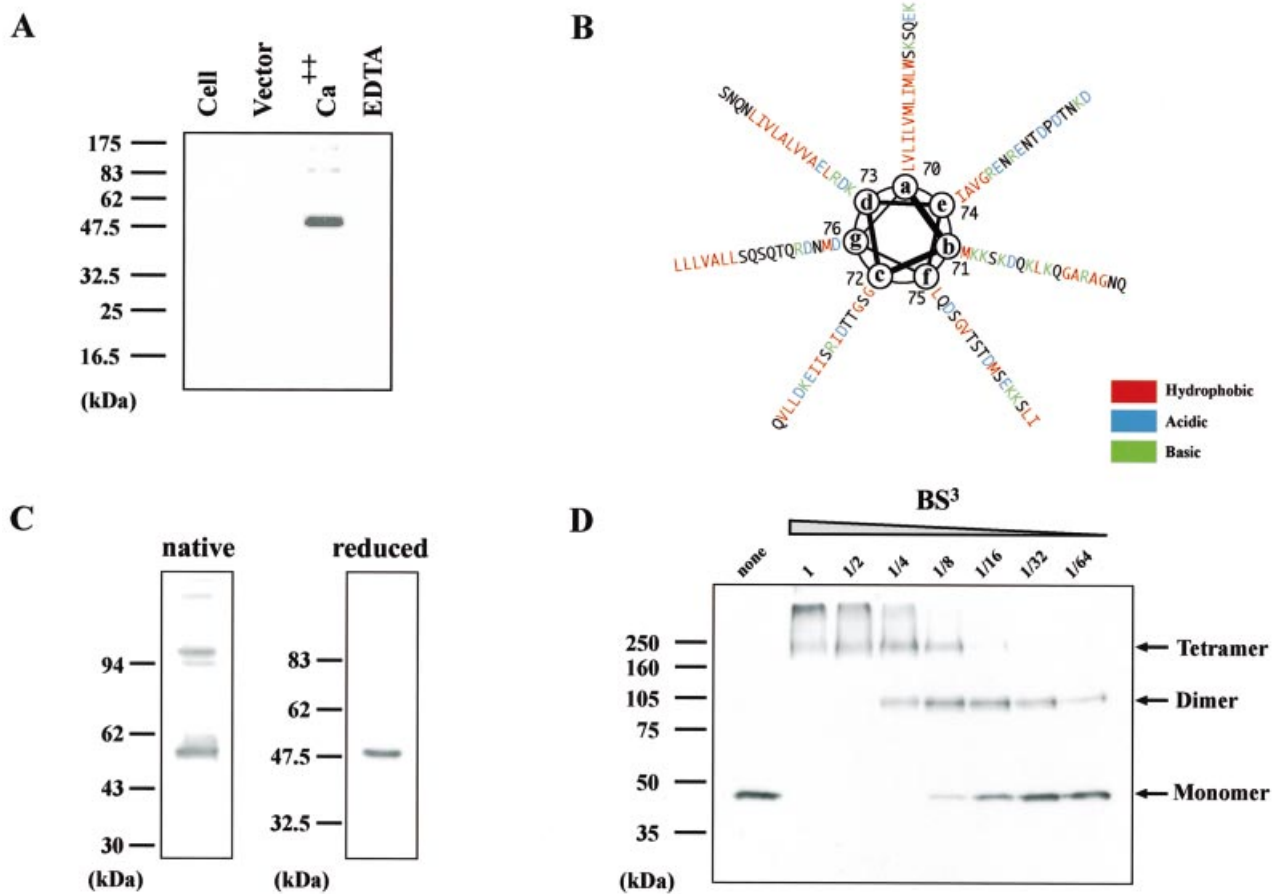 A
Cell
Vector
Ca++
EDTA
175
83
62
47.5
32.5
25
16.5
(kDa)
B
LVLILVMLIMLWSKSQEK
SNQNLIVLALVVAELRDK
IAVGRENRENTDPDTNKD
73
70
74
76
71
72
75
a
d
e
g
b
c
f
LLLVALLSQSQTQRDNMD
MKKSKDQKLKQGARAGNQ
QVLLDKEIISRIDTTGSG
LQDSGVTSTDMSEKKSLI
Hydrophobic
Acidic
Basic
C
native
reduced
94
62
43
30
(kDa)
83
62
47.5
32.5
(kDa)
D
BS³
none
1
1/2
1/4
1/8
1/16
1/32
1/64
250
160
105
75
50
35
(kDa)
Tetramer
Dimer
Monomer